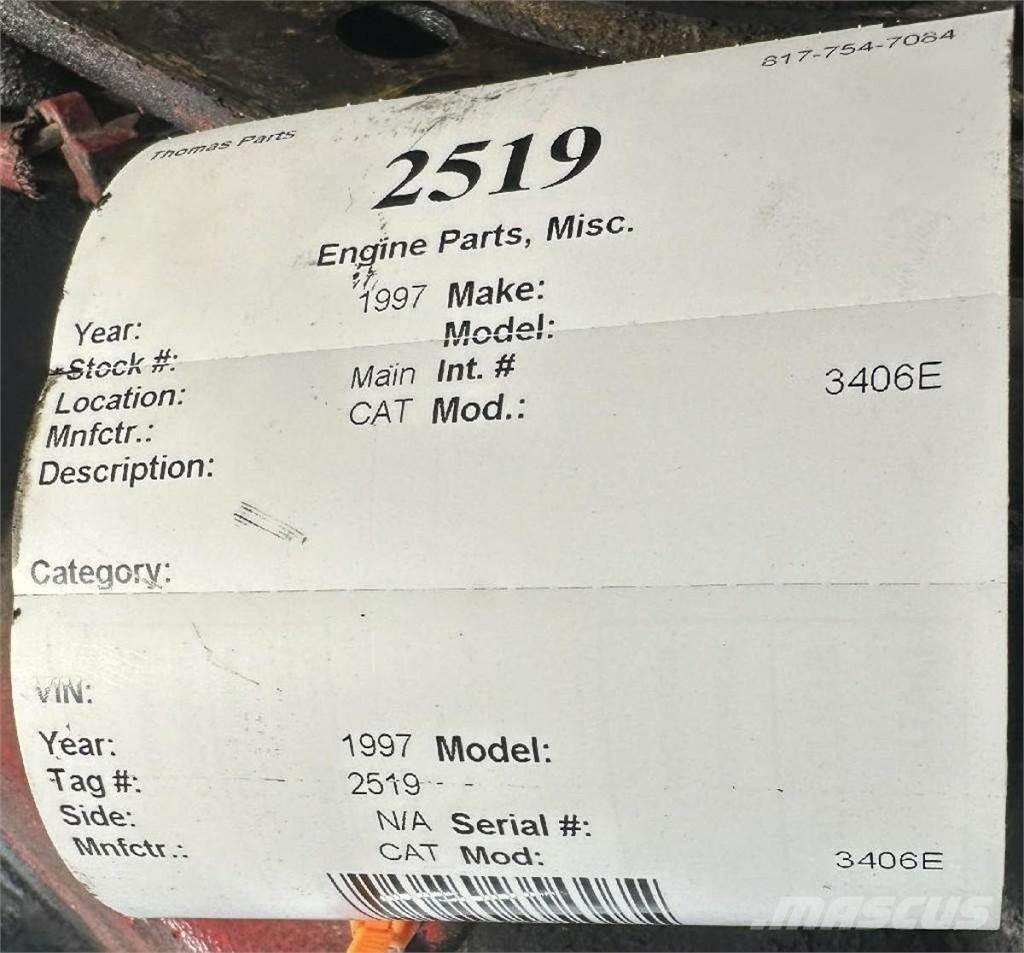 Thomas Parts 817-754-7084
2519
Engine Parts, Misc.
Year: 1997 Make:
Stock #: Model:
Location: Main Int. #
Mnfctr.: CAT Mod.: 3406E
Description:
Category:
VIN:
Year: 1997 Model:
Tag #: 2519
Side: N/A Serial #:
Mnfctr.: CAT Mod: 3406E
mascus